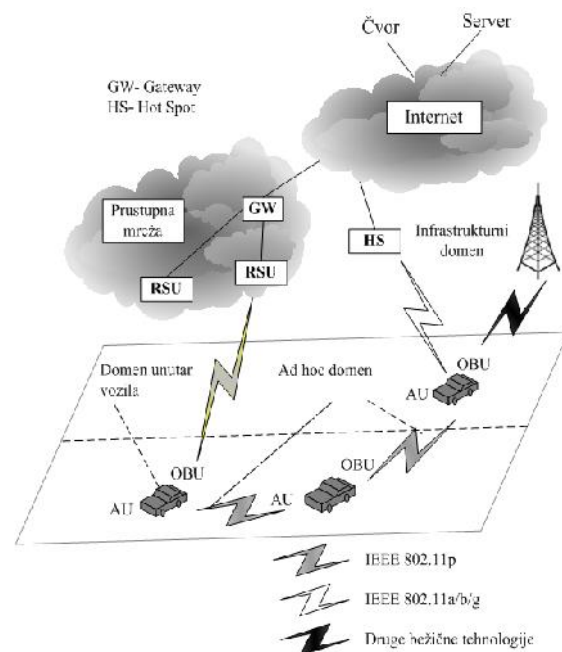 Čvor
Server
GW- Gateway
HS- Hot Spot
Internet
Prustupna
mreža
GW
RSU
RSU
HS
Infrastrukturni
domen
Domen unutar
vozila
Ad hoc domen
OBU
AU
OBU
AU
OBU
AU
IEEE 802.11p
IEEE 802.11a/b/g
Druge bežične tehnologije